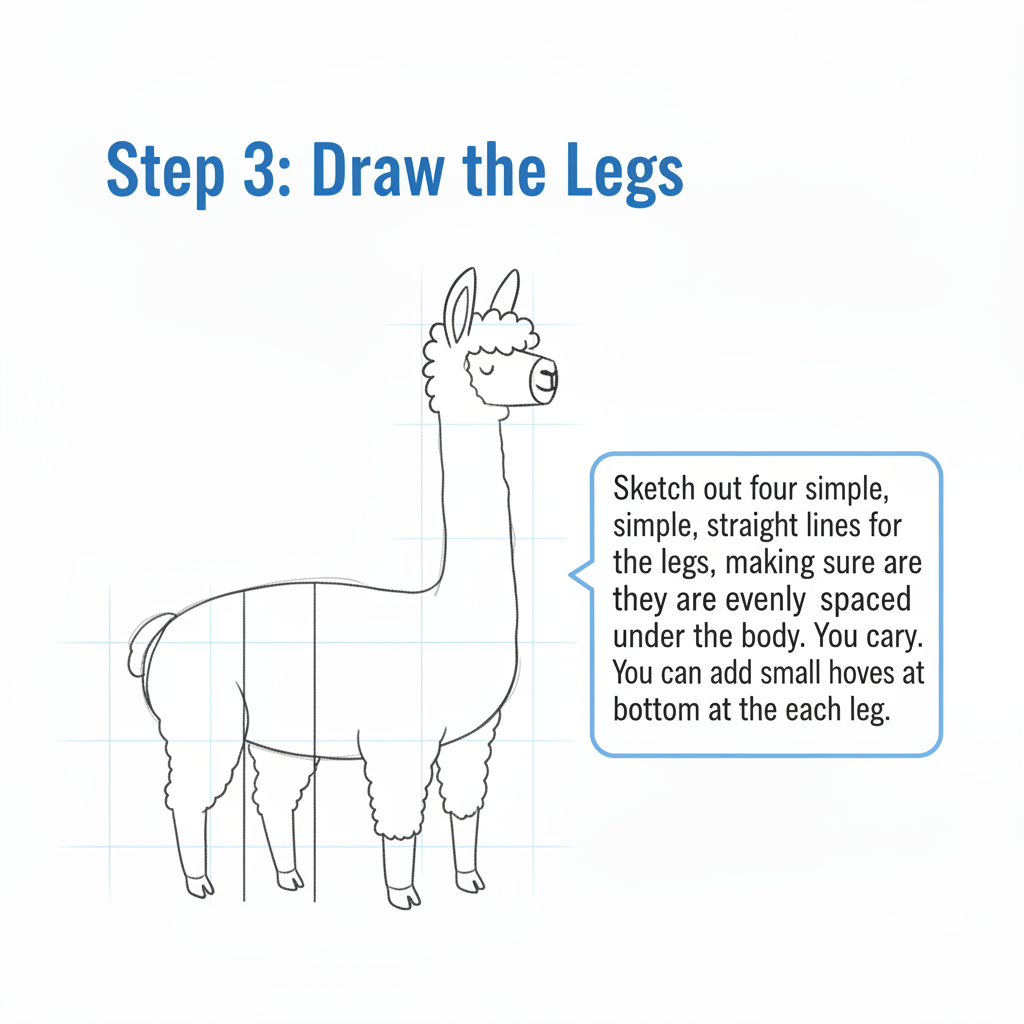 Step 3: Draw the Legs
Sketch out four simple,
simple, straight lines for
the legs, making sure are
they are evenly spaced
under the body. You cary.
You can add small hoves at
bottom at the each leg.